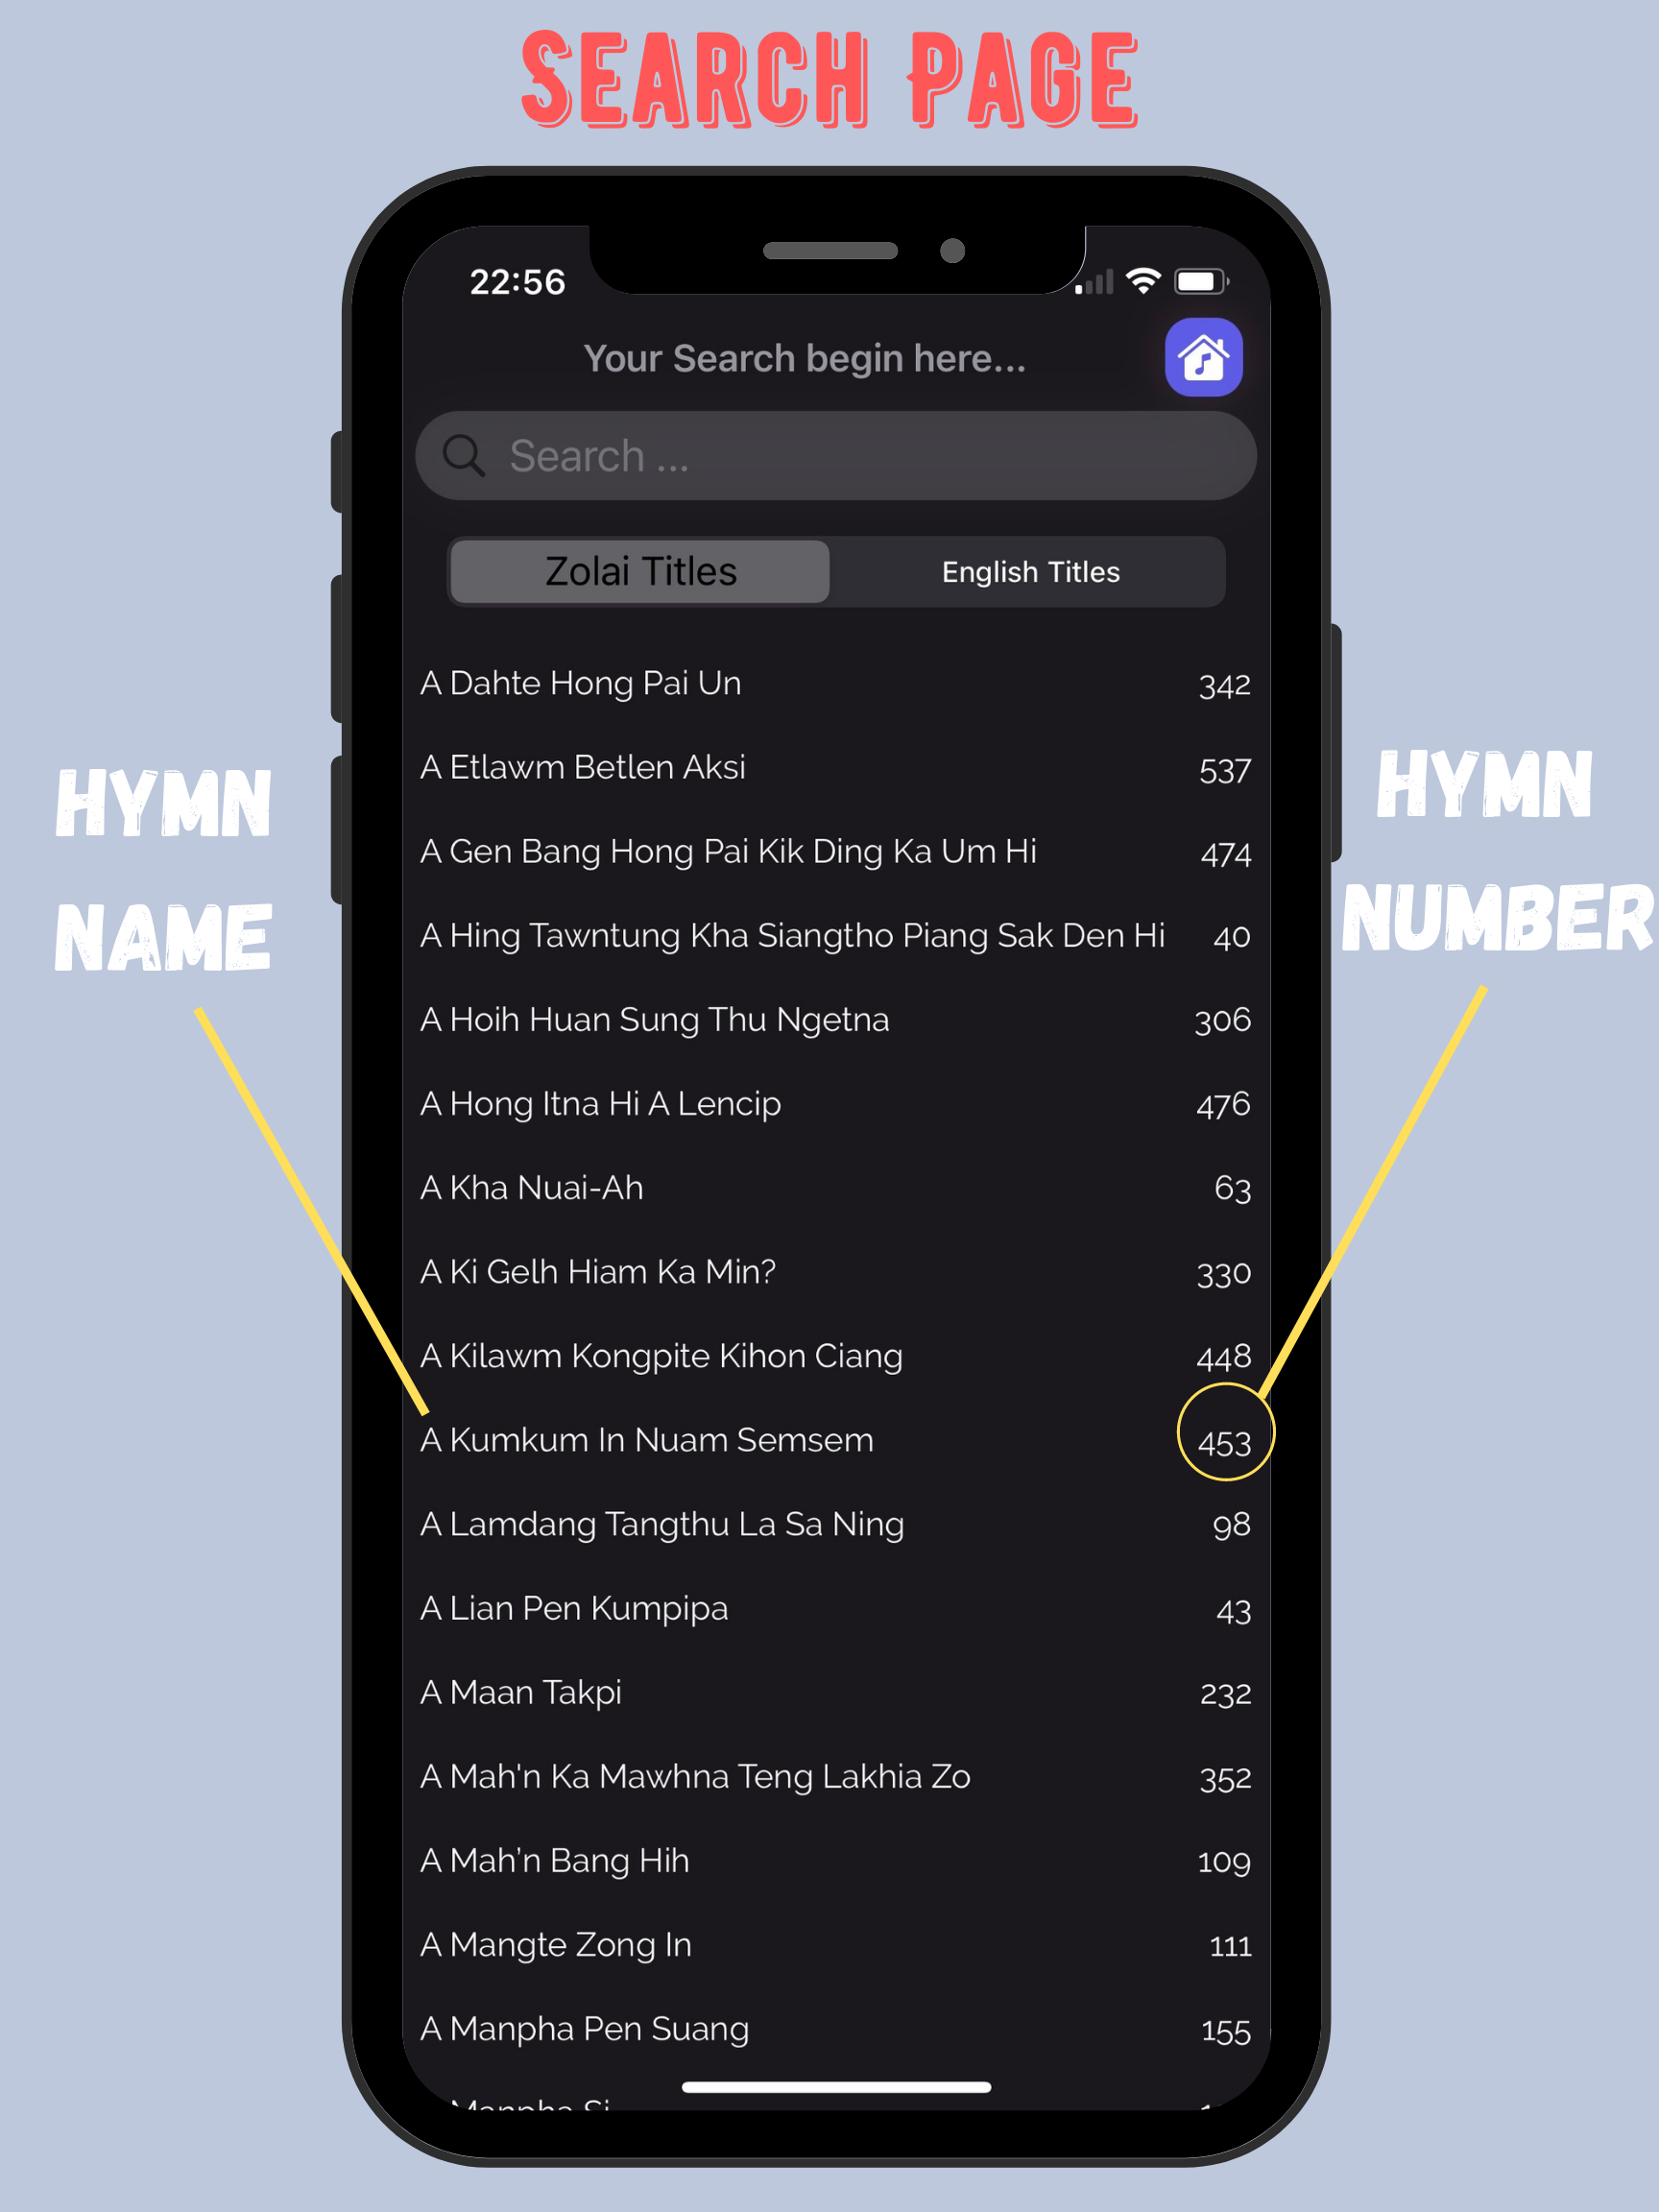 SEARCH PAGE
22:56
Your Search begin here...
Search ...
Zolai Titles
English Titles
A Dahte Hong Pai Un 342
A Etlawm Betlen Aksi 537
A Gen Bang Hong Pai Kik Ding Ka Um Hi 474
A Hing Tawntung Kha Siangtho Piang Sak Den Hi 40
A Hoih Huan Sung Thu Ngetna 306
A Hong Itna Hi A Lencip 476
A Kha Nuai-Ah 63
A Ki Gelh Hiam Ka Min? 330
A Kilawm Kongpite Kihon Ciang 448
A Kumkum In Nuam Semsem 453
A Lamdang Tangthu La Sa Ning 98
A Lian Pen Kumpipa 43
A Maan Takpi 232
A Mah'n Ka Mawhna Teng Lakhia Zo 352
A Mah’n Bang Hih 109
A Mangte Zong In 111
A Manpha Pen Suang 155
Manpha Si
HYMN
NAME
HYMN
NUMBER